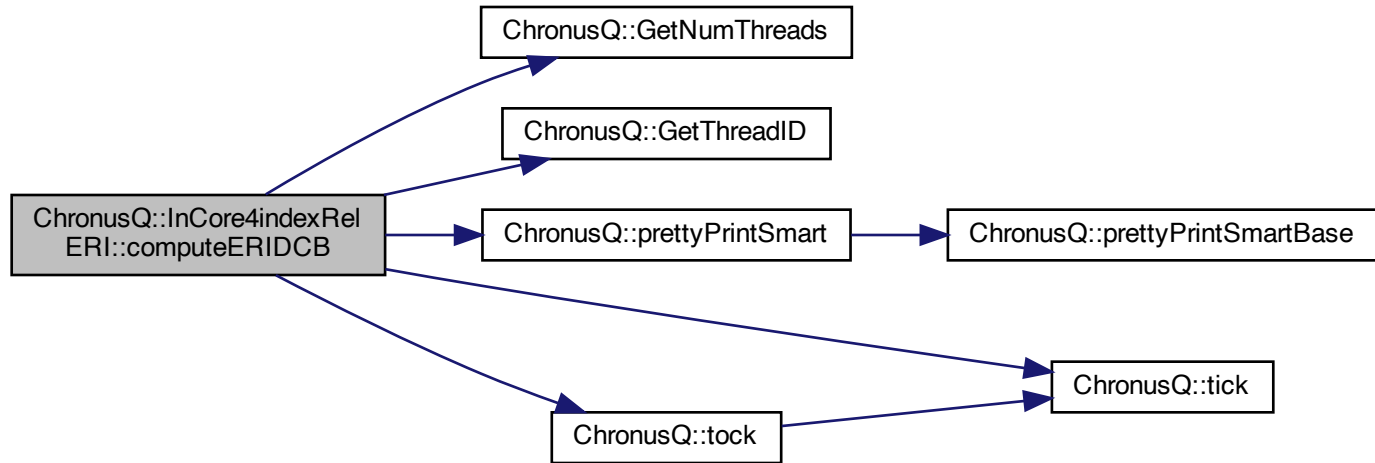 ChronusQ::GetNumThreads
ChronusQ::GetThreadID
ChronusQ::InCore4indexRel
ERI::computeERIDCB
ChronusQ::prettyPrintSmart
ChronusQ::prettyPrintSmartBase
ChronusQ::tick
ChronusQ::tock